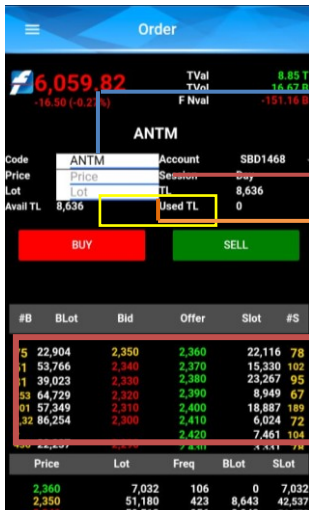 Order
6,059.82
-16.50 (-0.27%)
TVal 8.85 T
TVol 16.67 B
F Nval -151.16 B
ANTM
Code ANTM Account SBD1468
Price Price Session Day
Lot Lot TL 8,636
Avail TL 8,636 Used TL 0
BUY SELL
#B BLot Bid Offer Slot #S
22,904 2,350 2,360 22,116 78
53,766 2,340 2,370 15,330 102
39,023 2,330 2,380 23,267 95
64,729 2,320 2,390 8,949 67
57,349 2,310 2,400 18,887 189
86,254 2,300 2,410 6,024 72
2,420 7,461 104
Price Lot Freq BLot SLot
2,360 7,032 106 0 7,032
2,350 51,180 423 8,643 42,537